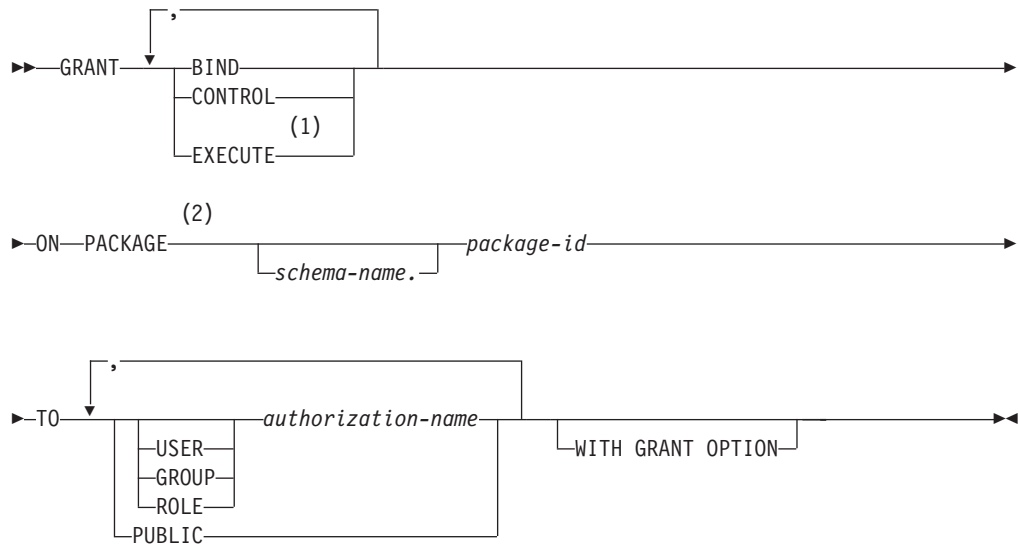 ,
GRANT BIND
CONTROL
(1)
EXECUTE
(2)
ON PACKAGE package-id
schema-name.
,
TO authorization-name
USER WITH GRANT OPTION
GROUP
ROLE
PUBLIC